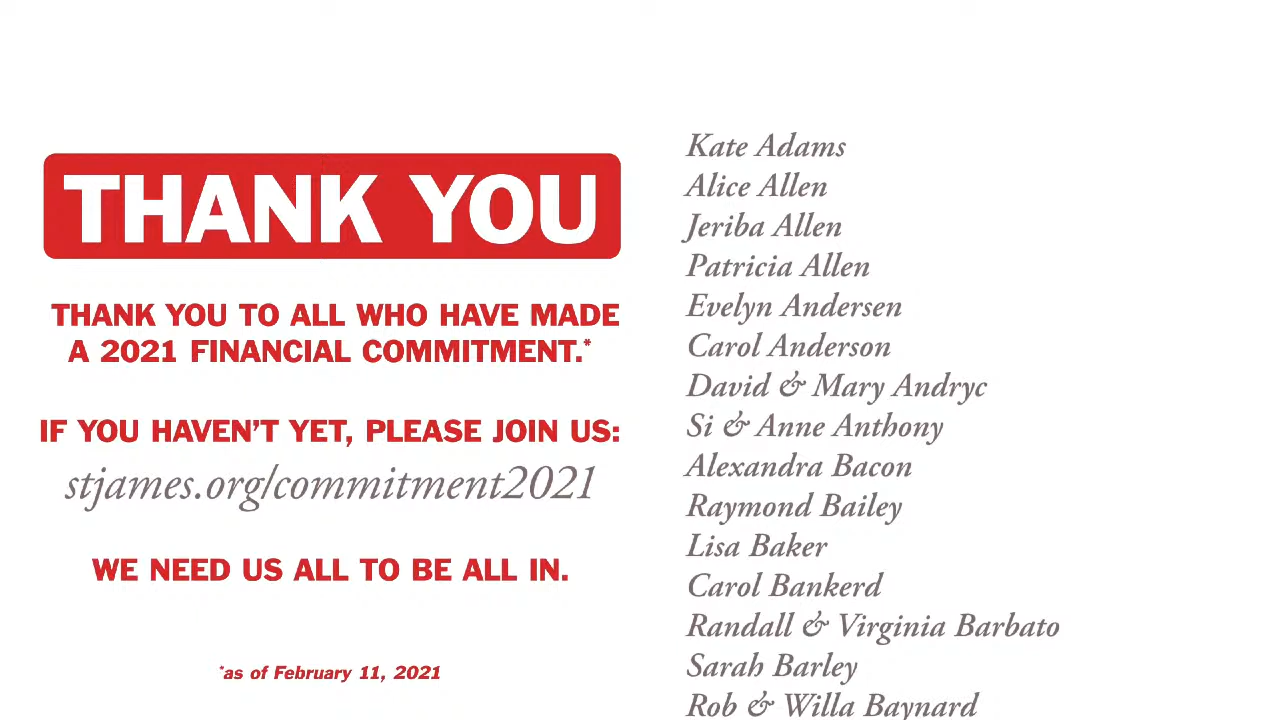 THANK YOU
THANK YOU TO ALL WHO HAVE MADE
A 2021 FINANCIAL COMMITMENT.*
IF YOU HAVEN'T YET, PLEASE JOIN US:
stjames.org/commitment2021
WE NEED US ALL TO BE ALL IN.
*as of February 11, 2021
Kate Adams
Alice Allen
Jeriba Allen
Patricia Allen
Evelyn Andersen
Carol Anderson
David & Mary Andryc
Si & Anne Anthony
Alexandra Bacon
Raymond Bailey
Lisa Baker
Carol Bankerd
Randall & Virginia Barbato
Sarah Barley
Rob & Willa Baynard